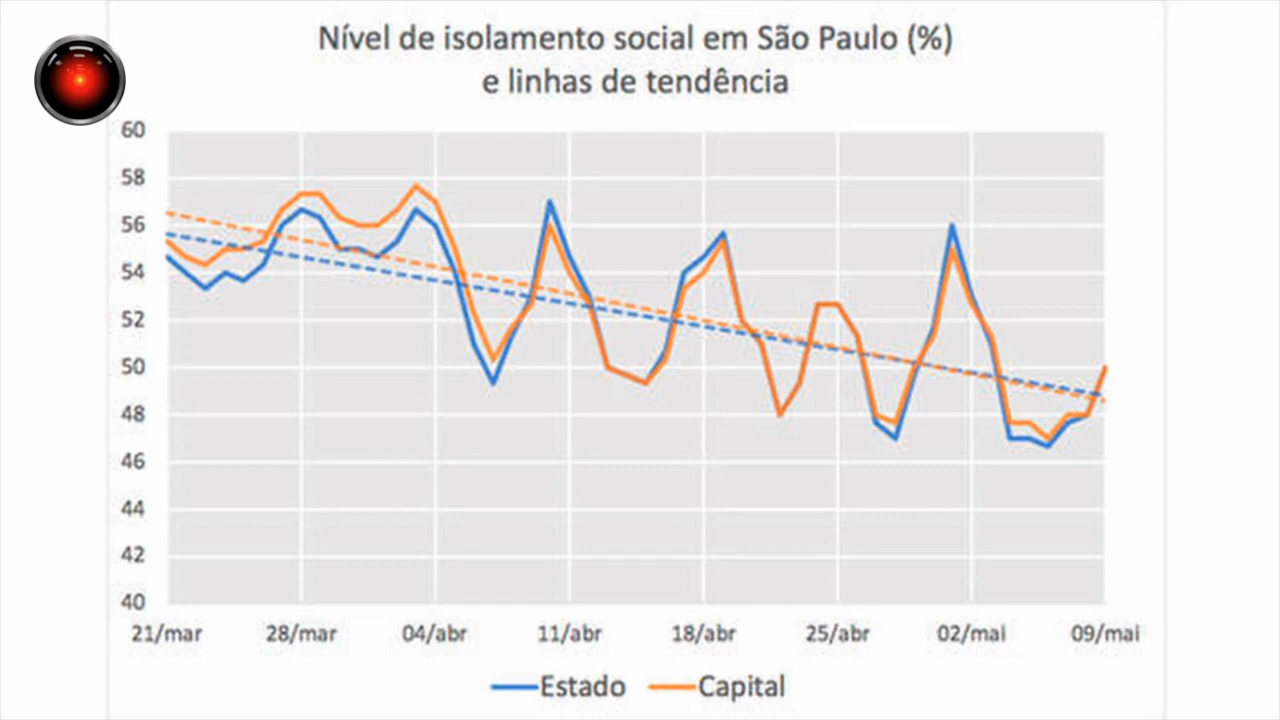 Nível de isolamento social em São Paulo (%)
e linhas de tendência
60
58
56
54
52
50
48
46
44
42
40
21/mar 28/mar 04/abr 11/abr 18/abr 25/abr 02/mai 09/mai
Estado Capital